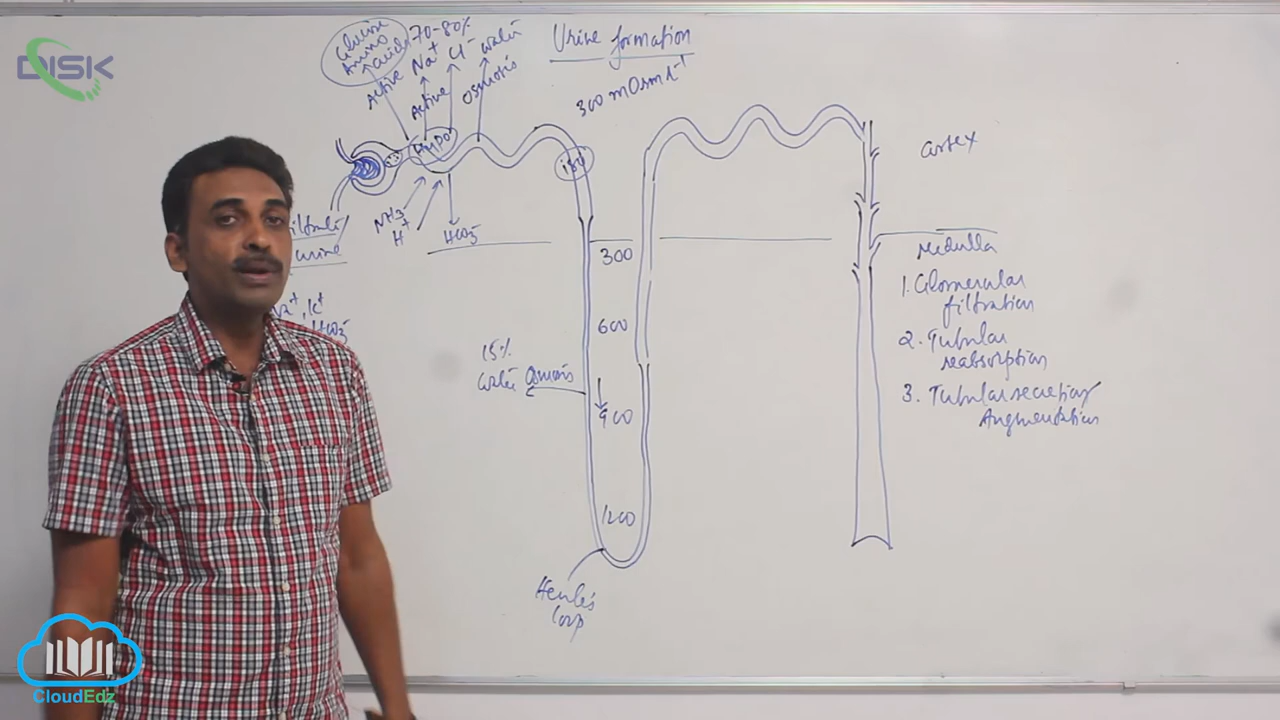 DISK
Urine formation
300 mOsm l⁻¹
Glucose
Amino
acids
70-80%
Na⁺ Cl⁻ water
Active
Active
Osmosis
iso
NH₃
H⁺
HCO₃⁻
filtrate/
urine
Na⁺, K⁺
HCO₃⁻
cortex
Medulla
300
600
900
1200
15%
water Osmosis
Henle's
loop
1. Glomerular
filtration
2. Tubular
reabsorption
3. Tubular secretion/
Augmentation
CloudEdz